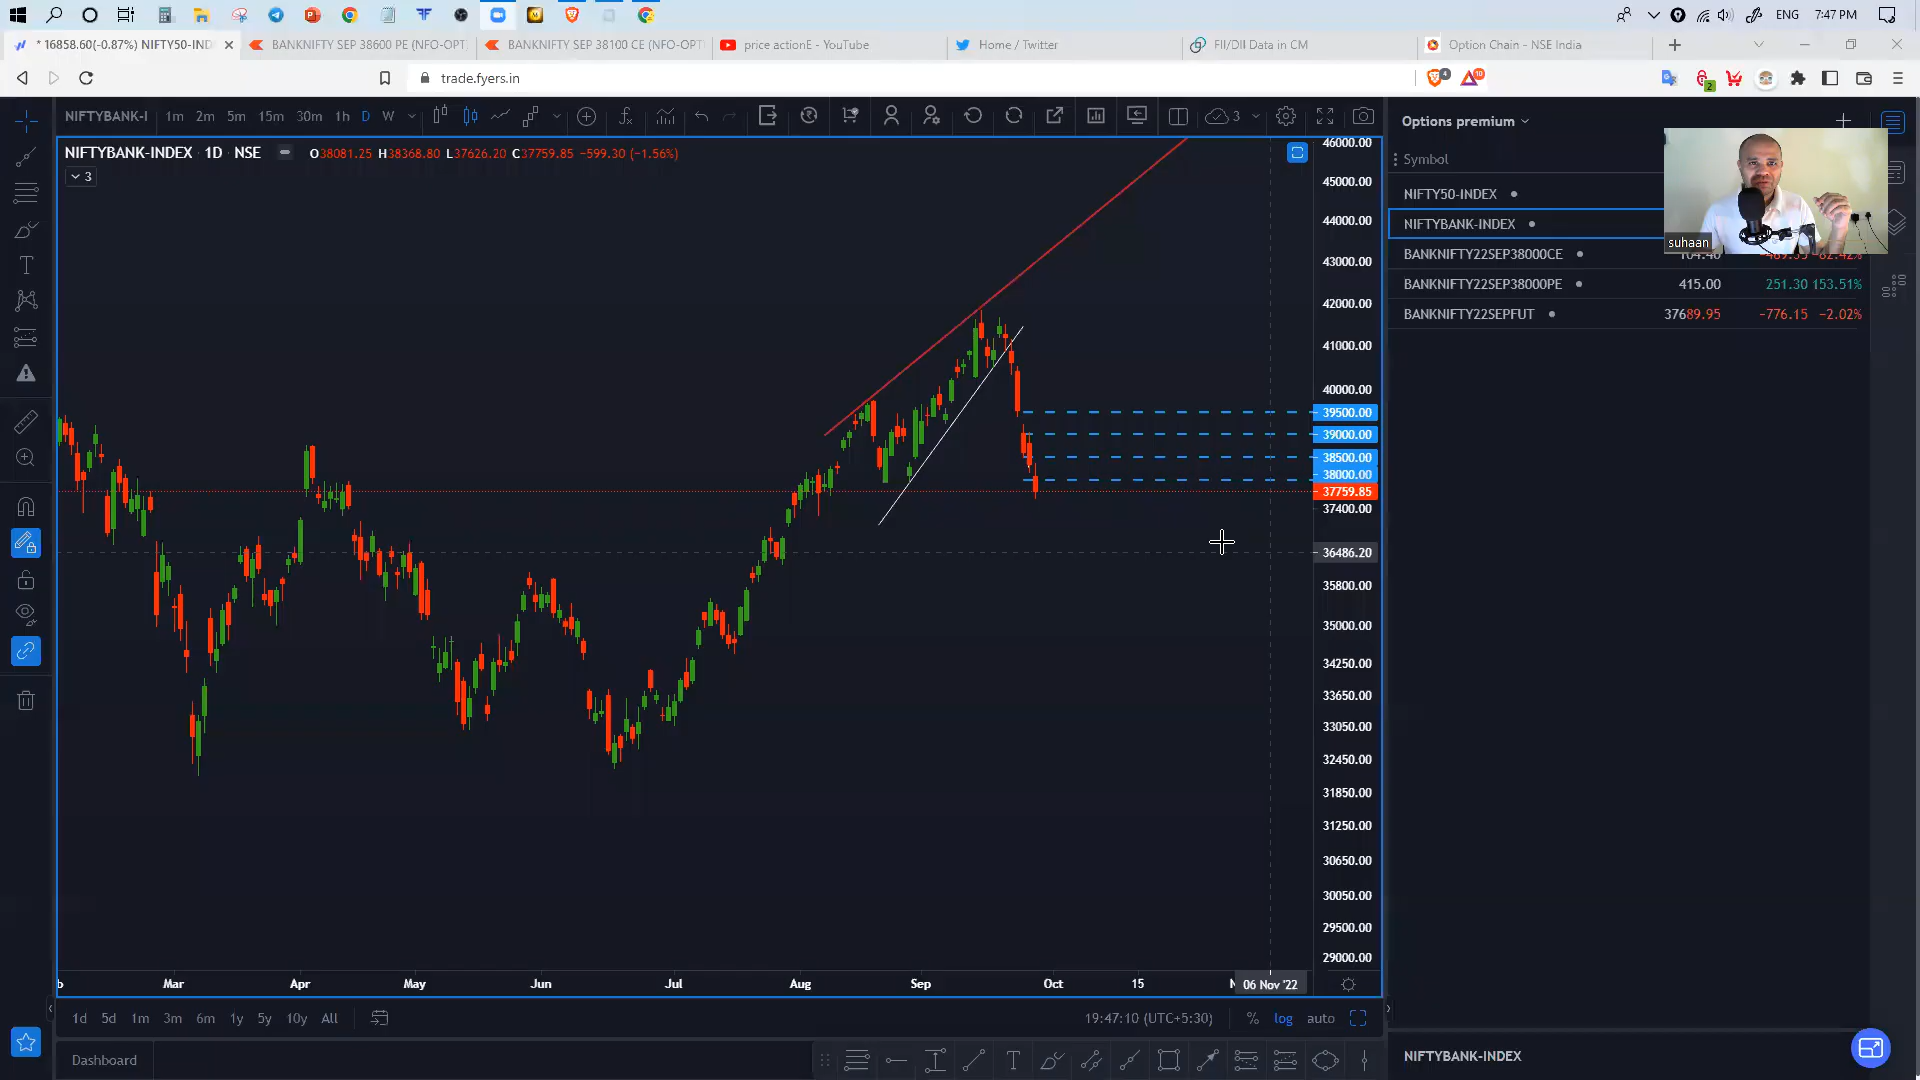 ENG 7:47 PM
* 16858.60(-0.87%) NIFTY50-IND
BANKNIFTY SEP 38600 PE (NFO-OPT
BANKNIFTY SEP 38100 CE (NFO-OPT
price actionE - YouTube
Home / Twitter
FII/DII Data in CM
Option Chain - NSE India
trade.fyers.in
4
10
2
NIFTYBANK-I 1m 2m 5m 15m 30m 1h D W
3
NIFTYBANK-INDEX · 1D · NSE O38081.25 H38368.80 L37626.20 C37759.85 −599.30 (−1.56%)
3
46000.00
45000.00
44000.00
43000.00
42000.00
41000.00
40000.00
39500.00
39000.00
38500.00
38000.00
37759.85
37400.00
36486.20
35800.00
35000.00
34250.00
33650.00
33050.00
32450.00
31850.00
31250.00
30650.00
30050.00
29500.00
29000.00
Mar Apr May Jun Jul Aug Sep Oct 15 06 Nov '22
1d 5d 1m 3m 6m 1y 5y 10y All
19:47:10 (UTC+5:30) % log auto
Dashboard
Options premium
Symbol
NIFTY50-INDEX
NIFTYBANK-INDEX
BANKNIFTY22SEP38000CE
BANKNIFTY22SEP38000PE 415.00 251.30 153.51%
BANKNIFTY22SEPFUT 37689.95 −776.15 −2.02%
suhaan
NIFTYBANK-INDEX